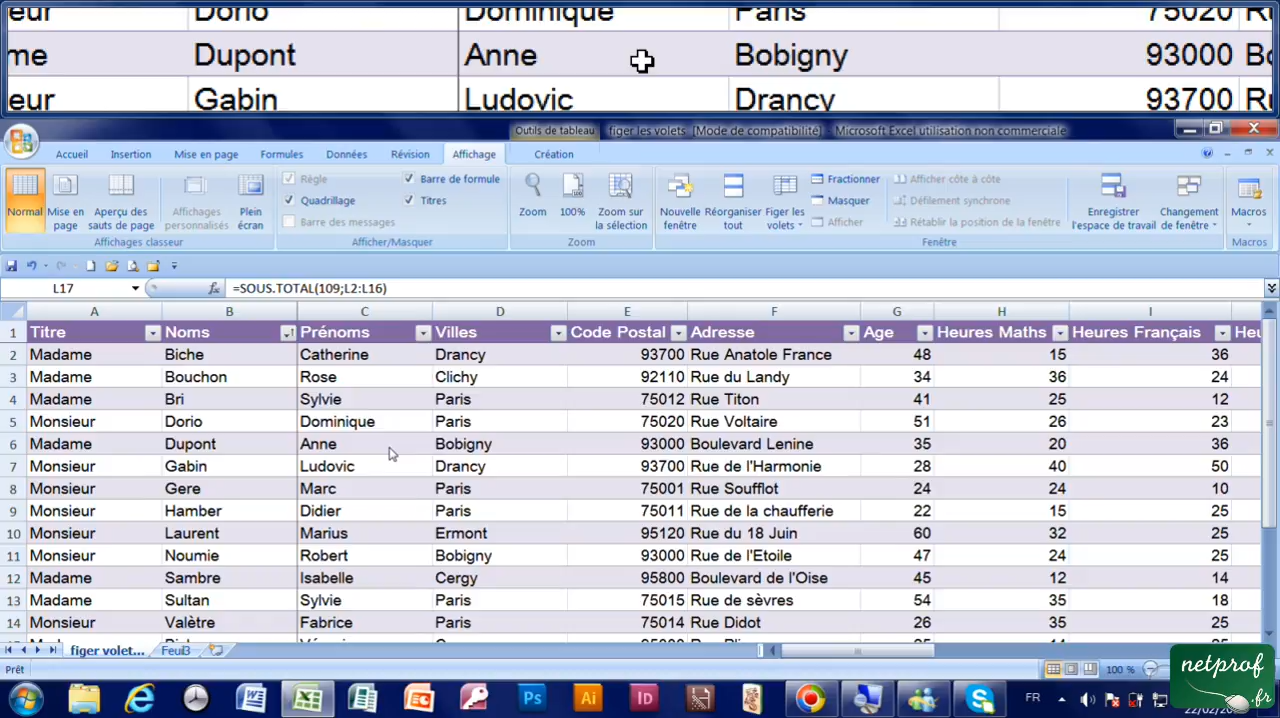 eur Dorio Dominique Paris 75020
me Dupont Anne Bobigny 93000
eur Gabin Ludovic Drancy 93700
Outils de tableau figer les volets [Mode de compatibilité] Microsoft Excel utilisation non commerciale
Accueil Insertion Mise en page Formules Données Révision Affichage Création
Normal Mise en page Aperçu des sauts de page Affichages personnalisés Plein écran
Affichages classeur
Règle Barre de formule
Quadrillage Titres
Barre des messages
Afficher/Masquer
Zoom 100% Zoom sur la sélection
Zoom
Nouvelle fenêtre Réorganiser tout Figer les volets
Fractionner Afficher côte à côte
Masquer Défilement synchrone
Afficher Rétablir la position de la fenêtre
Enregistrer l'espace de travail Changement de fenêtre
Fenêtre
Macros
Macros
L17 fx =SOUS.TOTAL(109;L2:L16)
A B C D E F G H I
1 Titre Noms Prénoms Villes Code Postal Adresse Age Heures Maths Heures Français Heu
2 Madame Biche Catherine Drancy 93700 Rue Anatole France 48 15 36
3 Madame Bouchon Rose Clichy 92110 Rue du Landy 34 36 24
4 Madame Bri Sylvie Paris 75012 Rue Titon 41 25 12
5 Monsieur Dorio Dominique Paris 75020 Rue Voltaire 51 26 23
6 Madame Dupont Anne Bobigny 93000 Boulevard Lenine 35 20 36
7 Monsieur Gabin Ludovic Drancy 93700 Rue de l'Harmonie 28 40 50
8 Monsieur Gere Marc Paris 75001 Rue Soufflot 24 24 10
9 Monsieur Hamber Didier Paris 75011 Rue de la chaufferie 22 15 25
10 Monsieur Laurent Marius Ermont 95120 Rue du 18 Juin 60 32 25
11 Monsieur Noumie Robert Bobigny 93000 Rue de l'Etoile 47 24 25
12 Madame Sambre Isabelle Cergy 95800 Boulevard de l'Oise 45 12 14
13 Madame Sultan Sylvie Paris 75015 Rue de sèvres 54 35 18
14 Monsieur Valètre Fabrice Paris 75014 Rue Didot 26 35 25
figer volet... Feuil3
Prêt 100 %
Ps Ai ID FR
netprof.fr